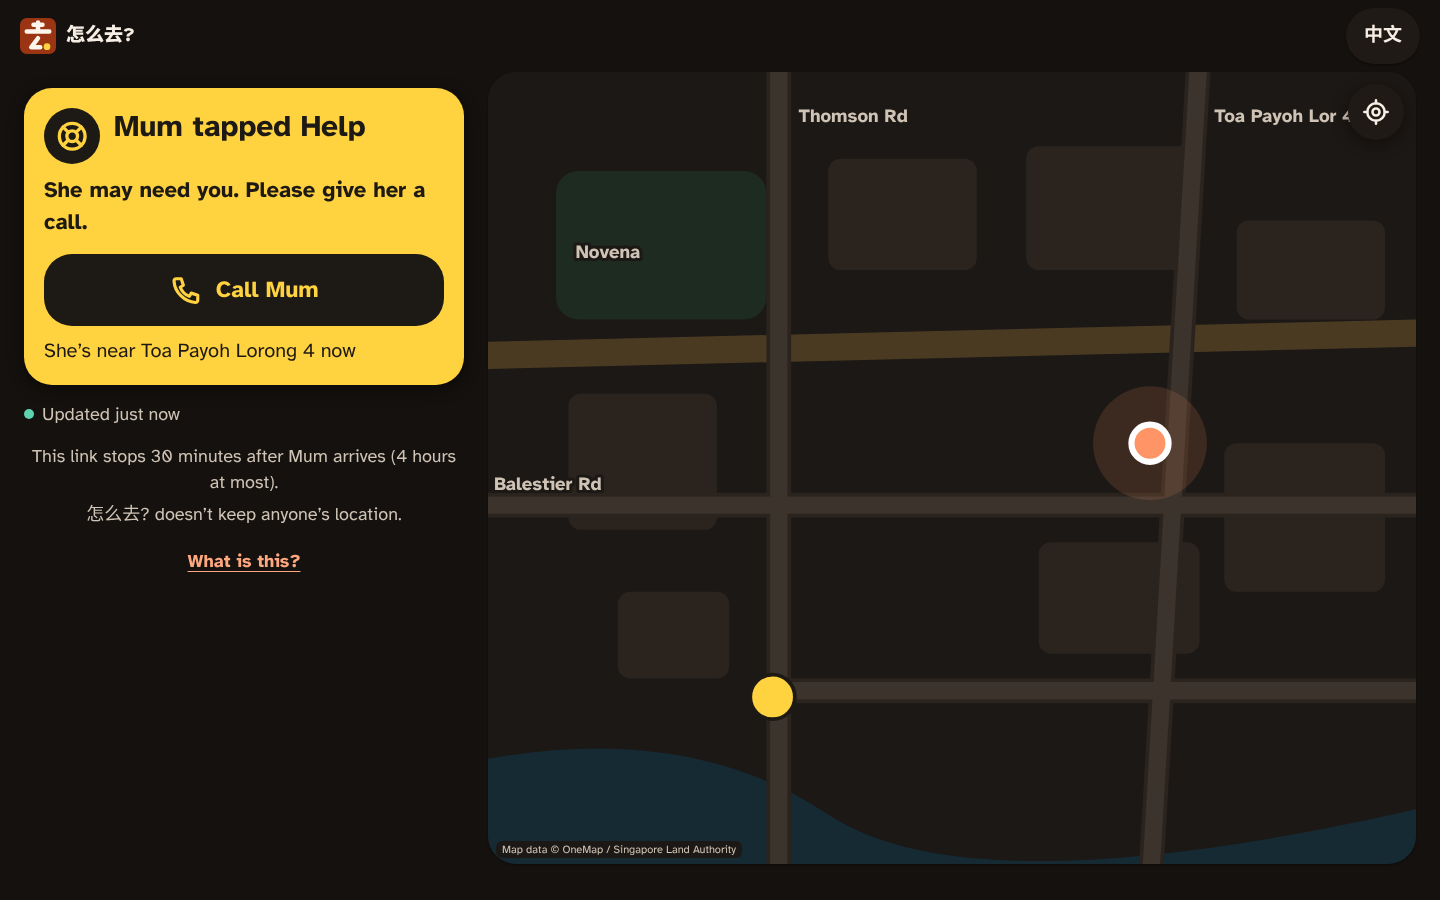 去
怎么去?
中文
Mum tapped Help
She may need you. Please give her a
call.
Call Mum
She’s near Toa Payoh Lorong 4 now
Updated just now
This link stops 30 minutes after Mum arrives (4 hours
at most).
怎么去? doesn’t keep anyone’s location.
What is this?
Thomson Rd
Toa Payoh Lor
Novena
Balestier Rd
Map data © OneMap / Singapore Land Authority